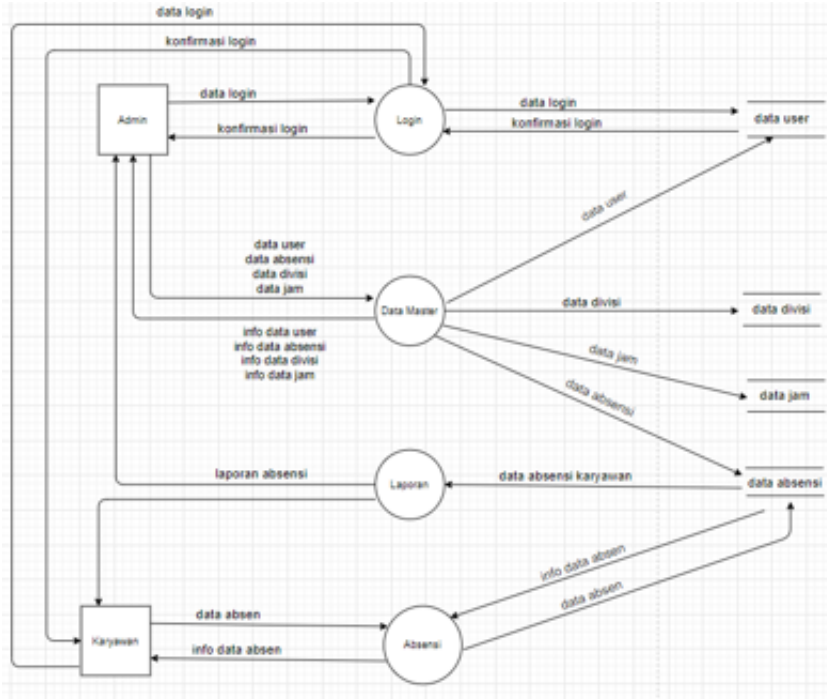 data login
konfirmasi login
Admin
data login
konfirmasi login
Login
data login
konfirmasi login
data user
data user
data user
data absensi
data divisi
data jam
Data Master
info data user
info data absensi
info data divisi
info data jam
data divisi
data divisi
data jam
data jam
data absensi
laporan absensi
Laporan
data absensi karyawan
data absensi
Karyawan
data absen
info data absen
Absensi
info data absen
data absen